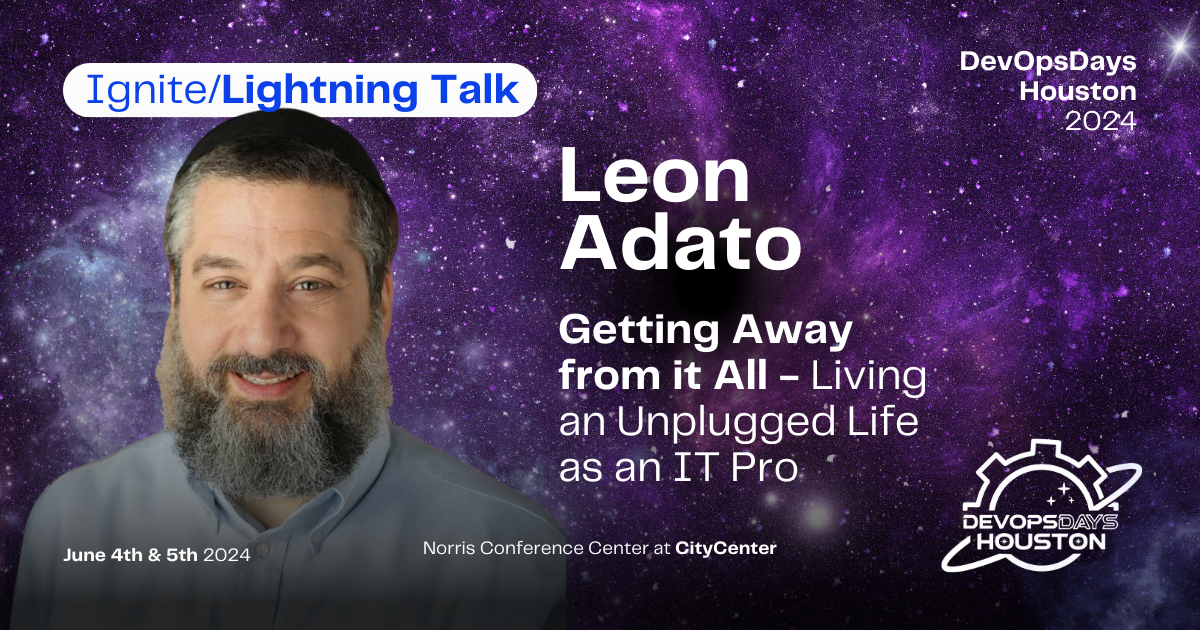 Ignite/Lightning Talk
DevOpsDays
Houston
2024
Leon
Adato
Getting Away
from it All – Living
an Unplugged Life
as an IT Pro
DEVOPSDAYS
HOUSTON
June 4th & 5th 2024
Norris Conference Center at CityCenter